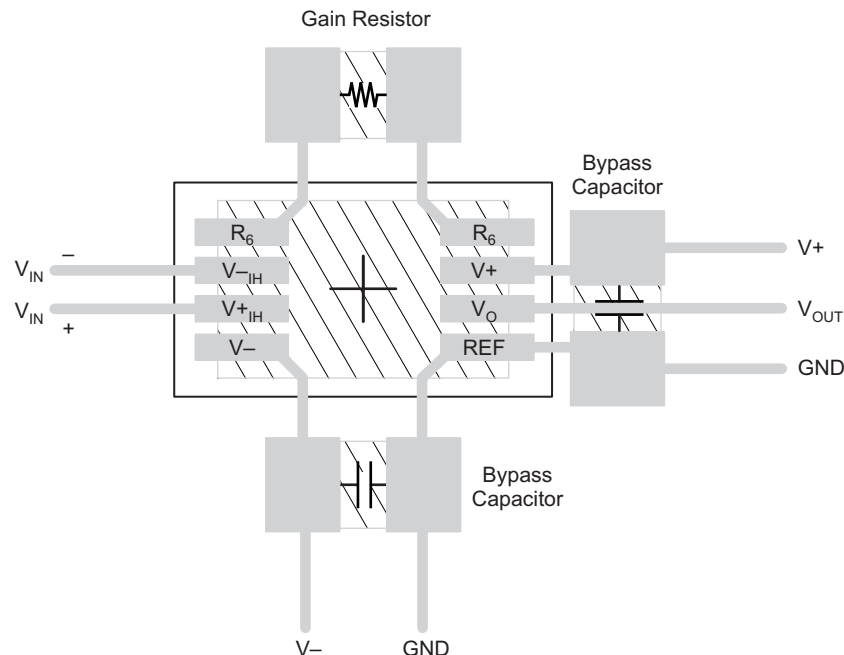 Gain Resistor
Bypass
Capacitor
R6 R6
VIN – V–IH V+ V+
VIN + V+IH VO VOUT
V– REF GND
Bypass
Capacitor
V– GND